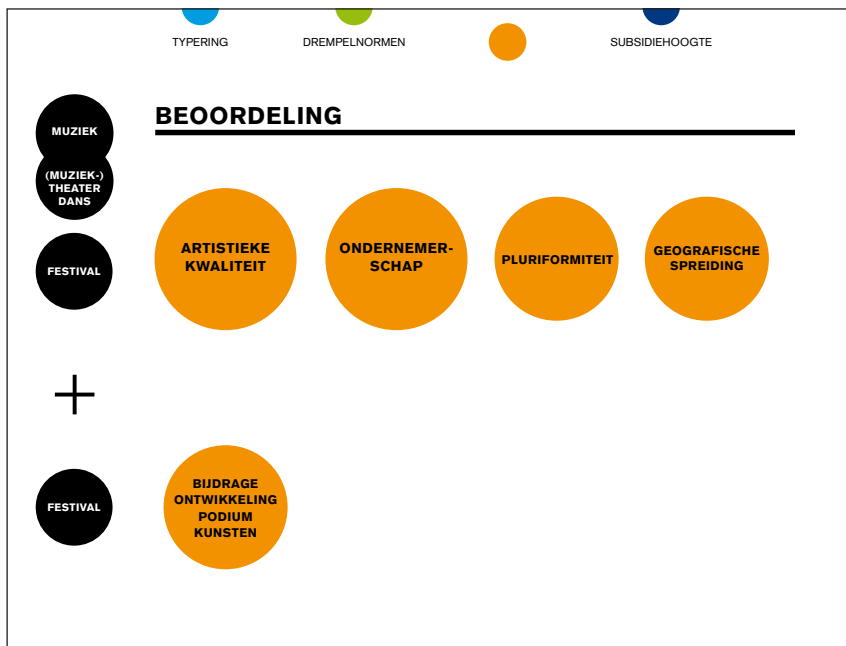 TYPERING
DREMPELNORMEN
SUBSIDIEHOOGTE
BEOORDELING
MUZIEK
(MUZIEK-)
THEATER
DANS
FESTIVAL
ARTISTIEKE
KWALITEIT
ONDERNEMER-
SCHAP
PLURIFORMITEIT
GEOGRAFISCHE
SPREIDING
+
FESTIVAL
BIJDRAGE
ONTWIKKELING
PODIUM
KUNSTEN